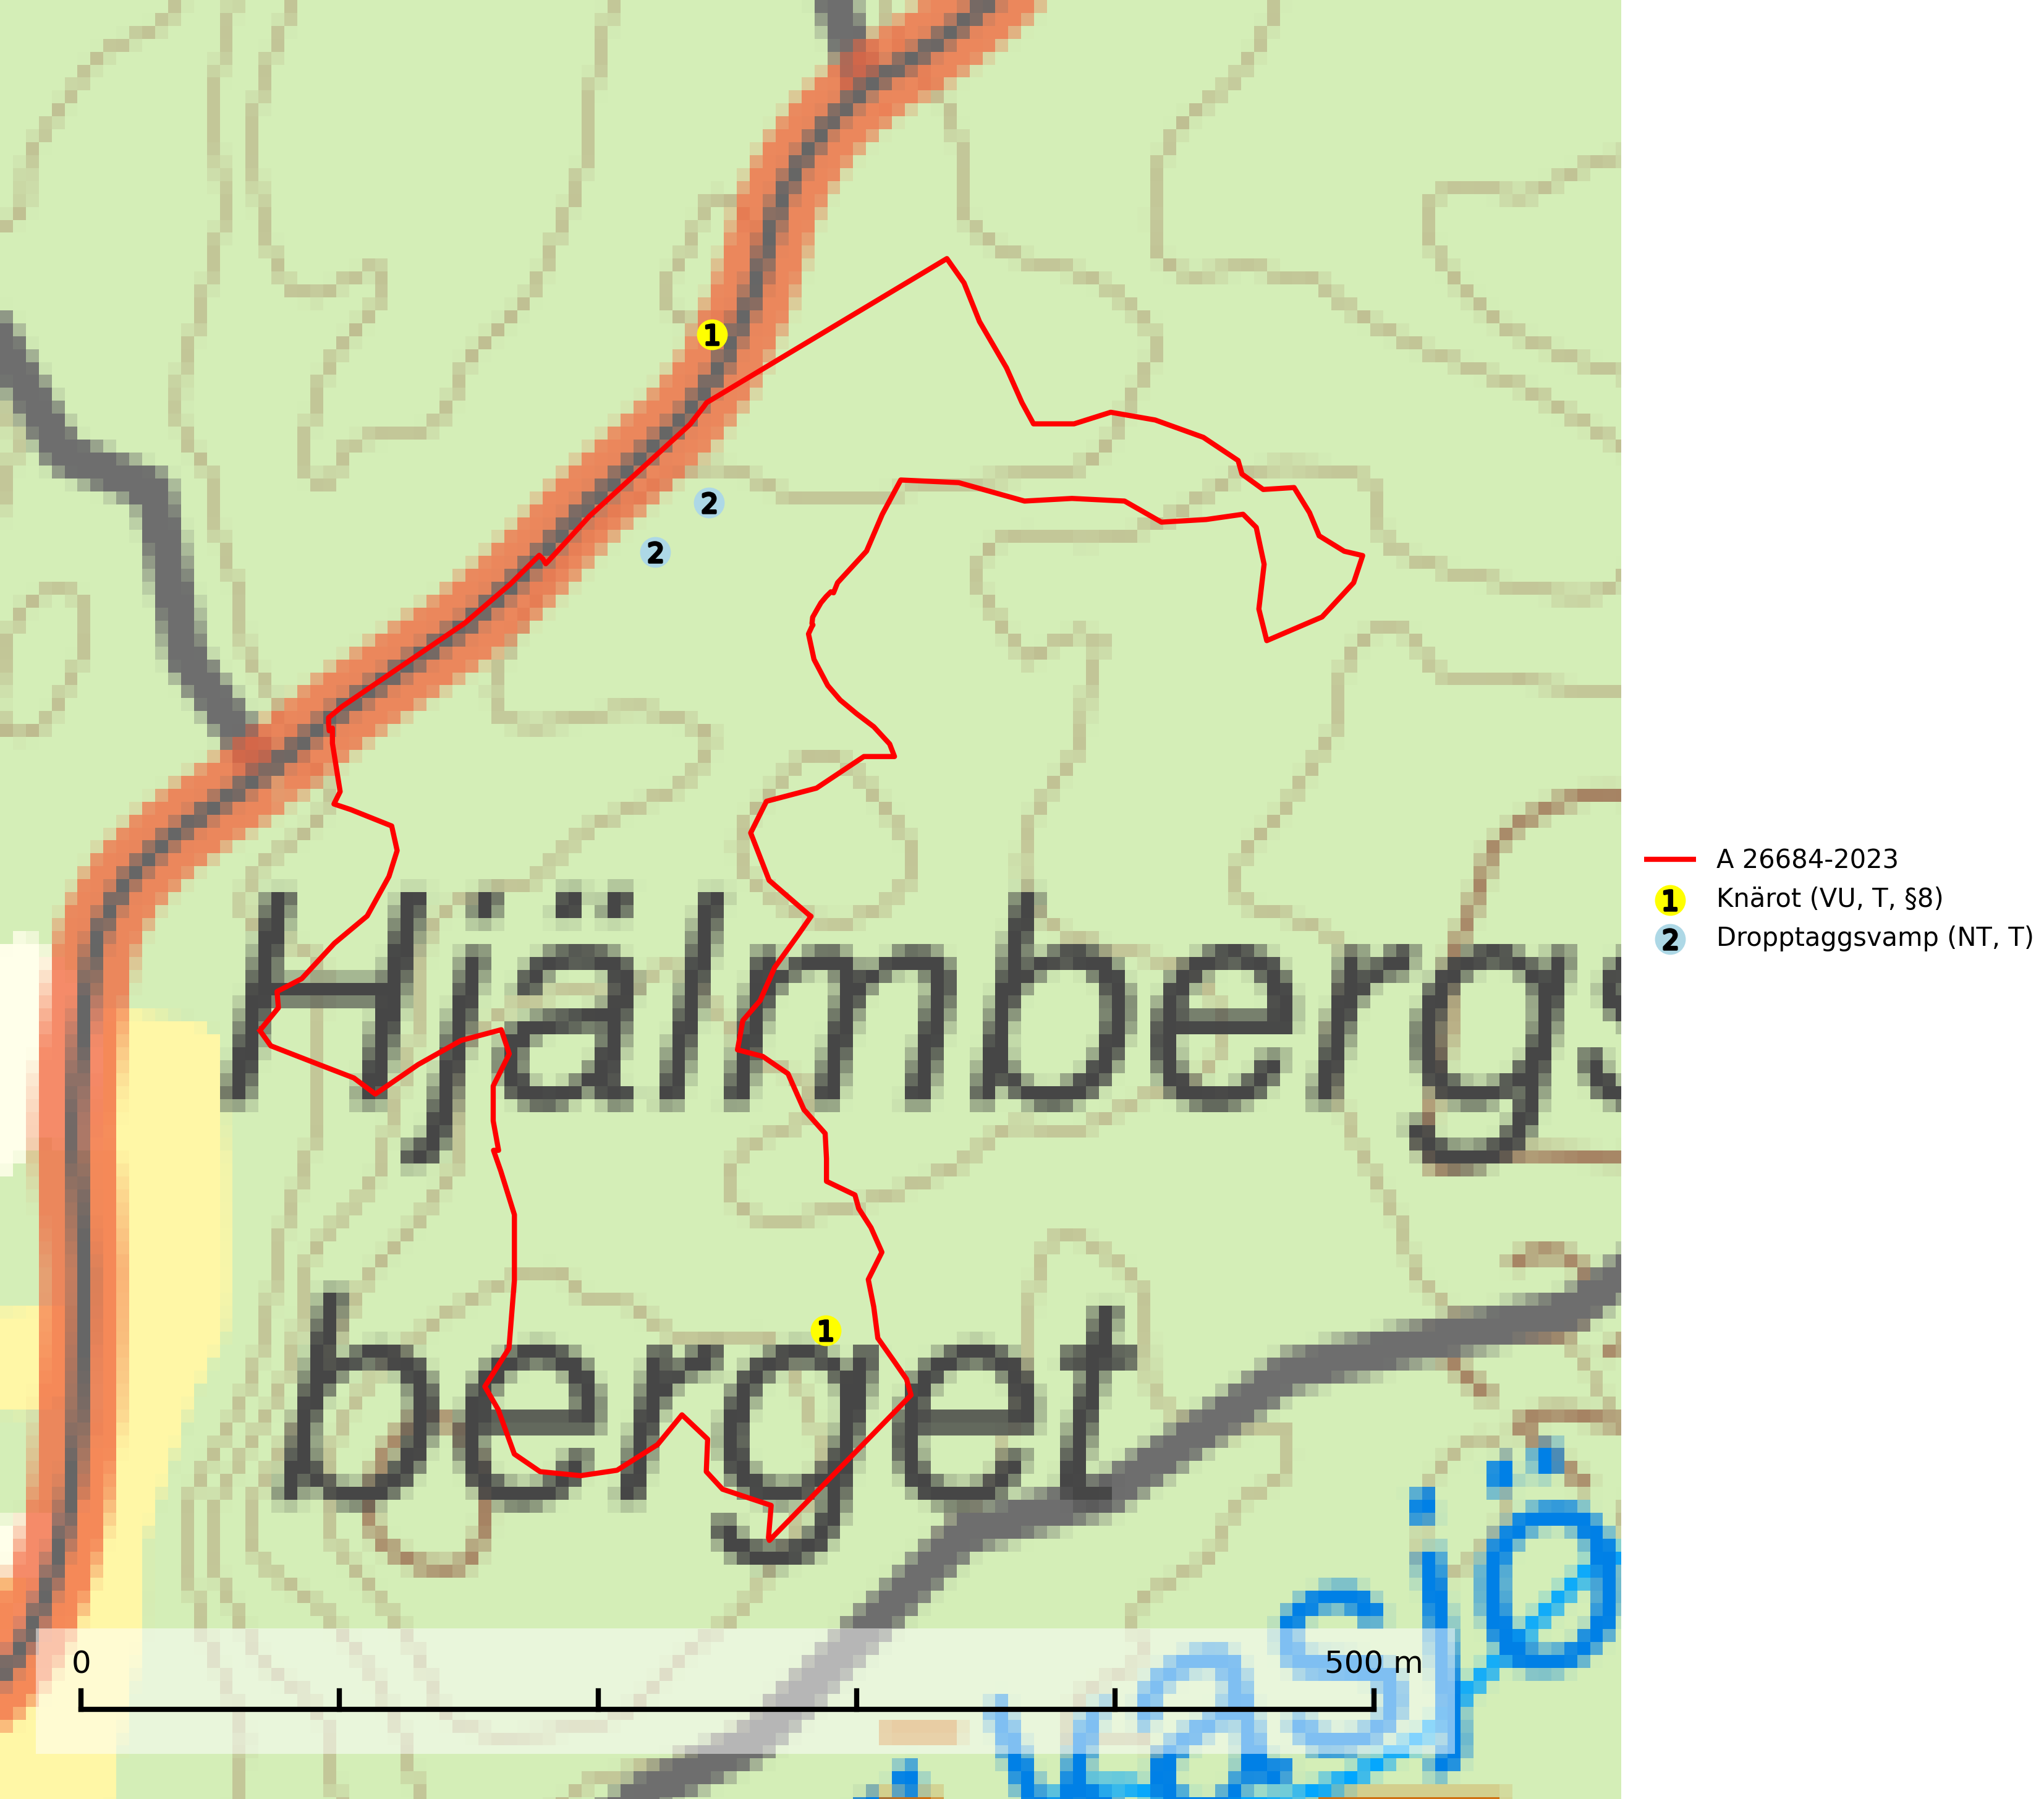 1
2
2
Hjälmbergs
berget
1
0
500 m
A 26684-2023
1 Knärot (VU, T, §8)
2 Dropptaggsvamp (NT, T)